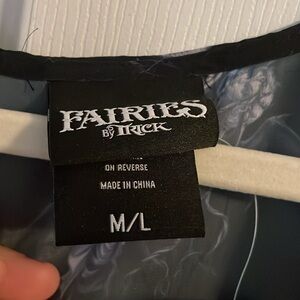 FAIRIES
BY TRICK
ON REVERSE
MADE IN CHINA
M/L